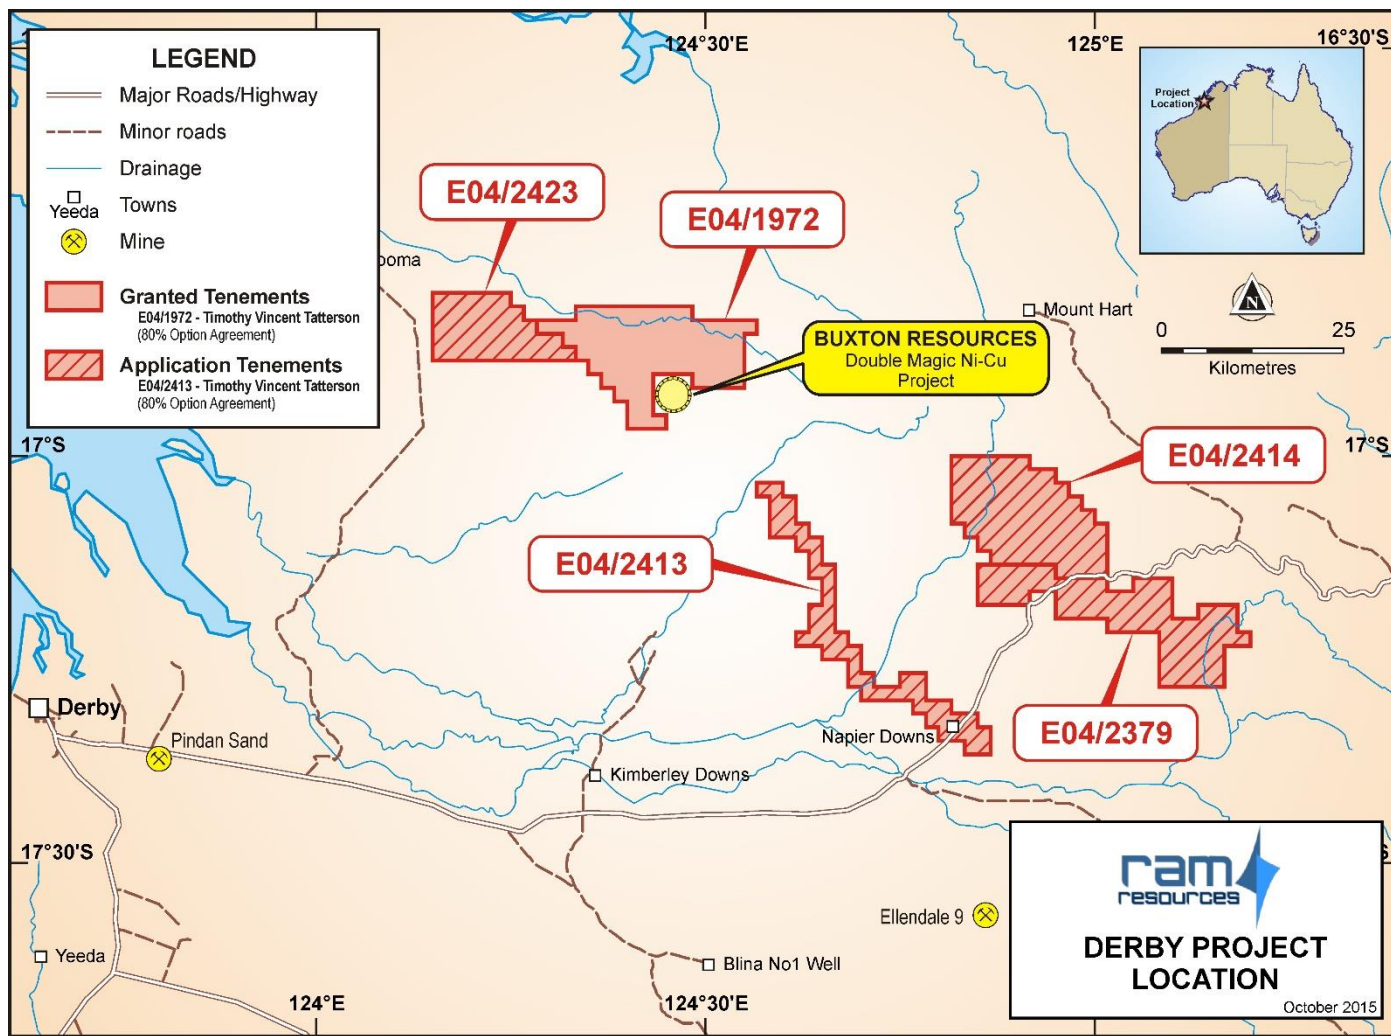 124°30'E
125°E
16°30'S
LEGEND
Major Roads/Highway
Minor roads
Drainage
Yeeda
Towns
Mine
Granted Tenements
E04/1972 - Timothy Vincent Tatterson
(80% Option Agreement)
Application Tenements
E04/2413 - Timothy Vincent Tatterson
(80% Option Agreement)
Project
Location
E04/2423
E04/1972
ooma
Mount Hart
N
0 25
Kilometres
BUXTON RESOURCES
Double Magic Ni-Cu
Project
17°S
17°S
E04/2414
E04/2413
E04/2379
Derby
Pindan Sand
Napier Downs
Kimberley Downs
17°30'S
Ellendale 9
Yeeda
Blina No1 Well
124°E
124°30'E
ram
resources
DERBY PROJECT
LOCATION
October 2015